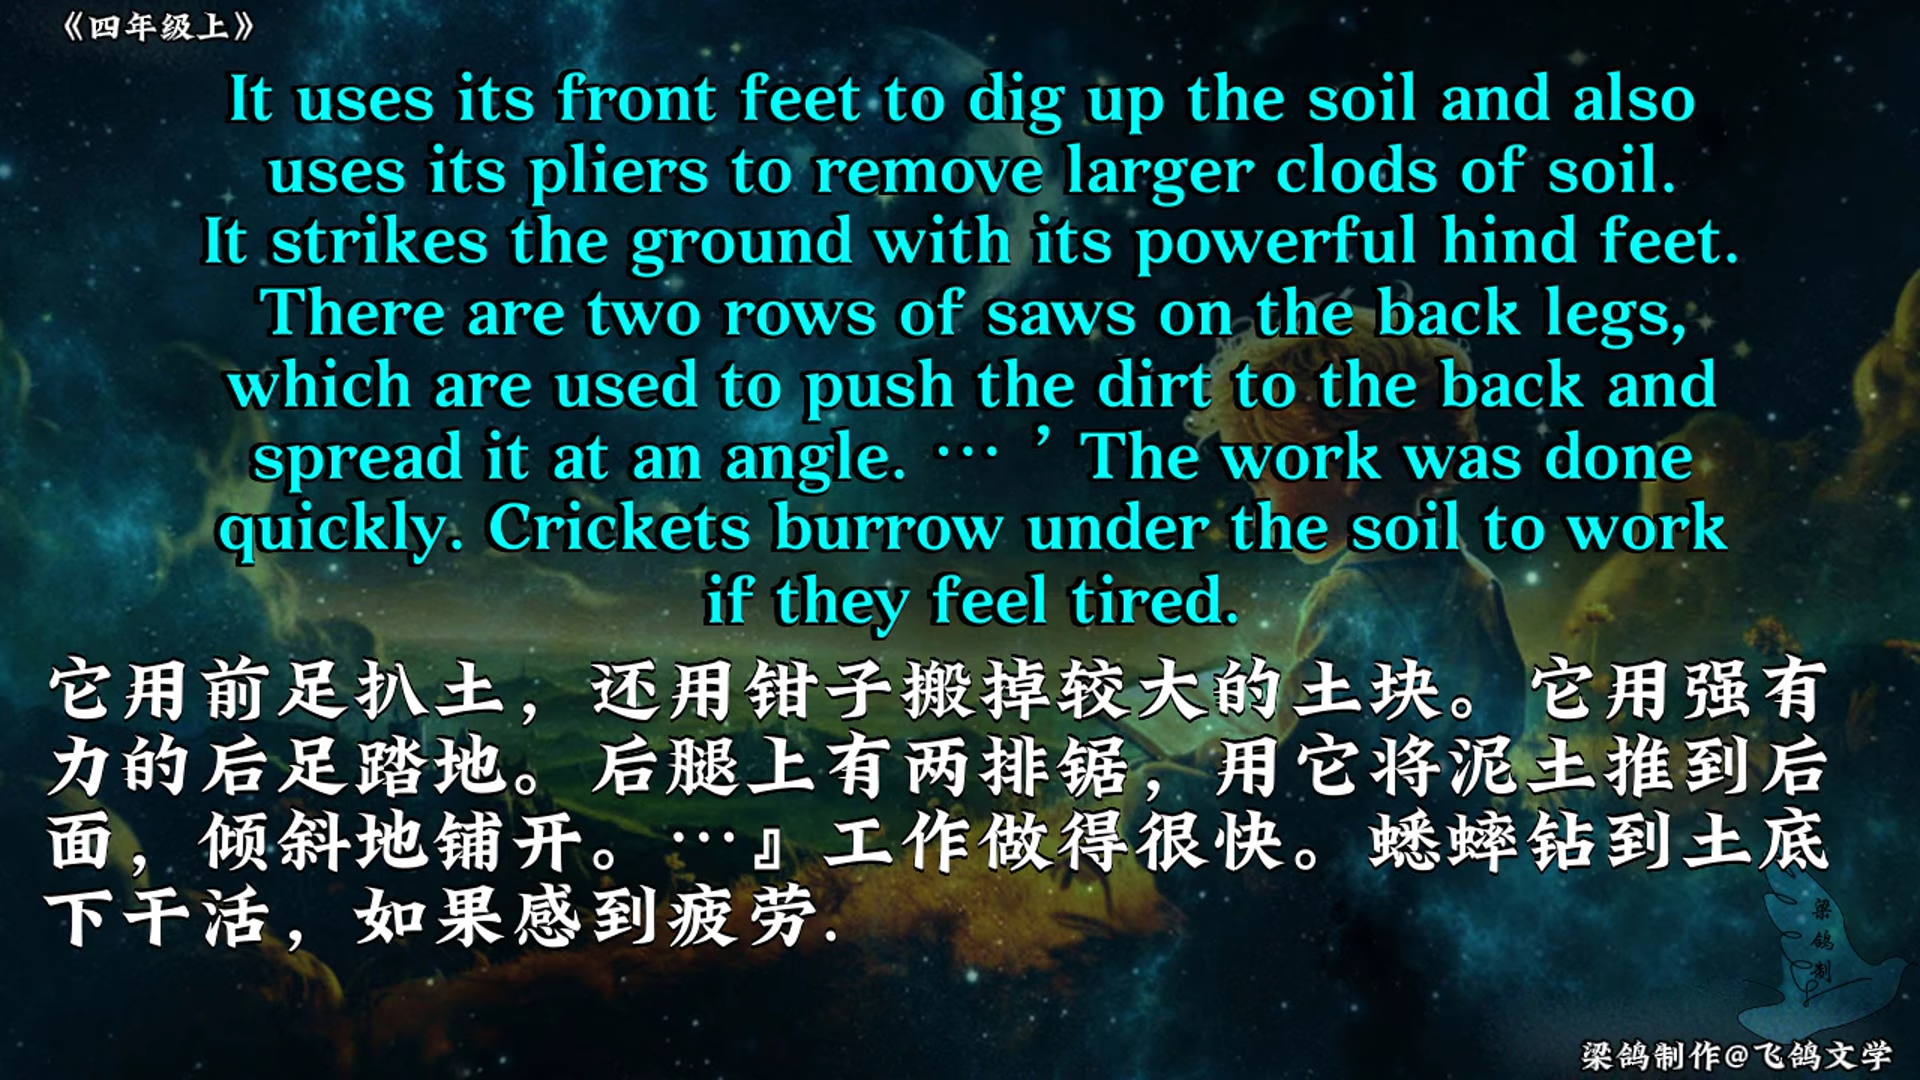 《四年级上》
It uses its front feet to dig up the soil and also
uses its pliers to remove larger clods of soil.
It strikes the ground with its powerful hind feet.
There are two rows of saws on the back legs,
which are used to push the dirt to the back and
spread it at an angle. … ’ The work was done
quickly. Crickets burrow under the soil to work
if they feel tired.
它用前足扒土，还用钳子搬掉较大的土块。它用强有
力的后足踏地。后腿上有两排锯，用它将泥土推到后
面，倾斜地铺开。…』工作做得很快。蟋蟀钻到土底
下干活，如果感到疲劳.
梁鸽制
梁鸽制作@飞鸽文学